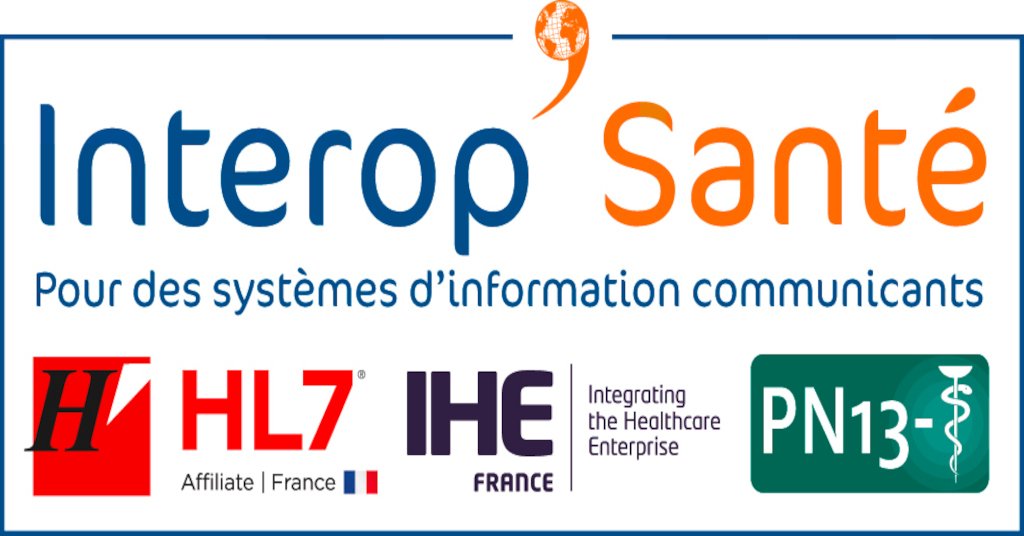 Interop'Santé
Pour des systèmes d'information communicants
H
HL7®
Affiliate | France
IHE
FRANCE
Integrating
the Healthcare
Enterprise
PN13-